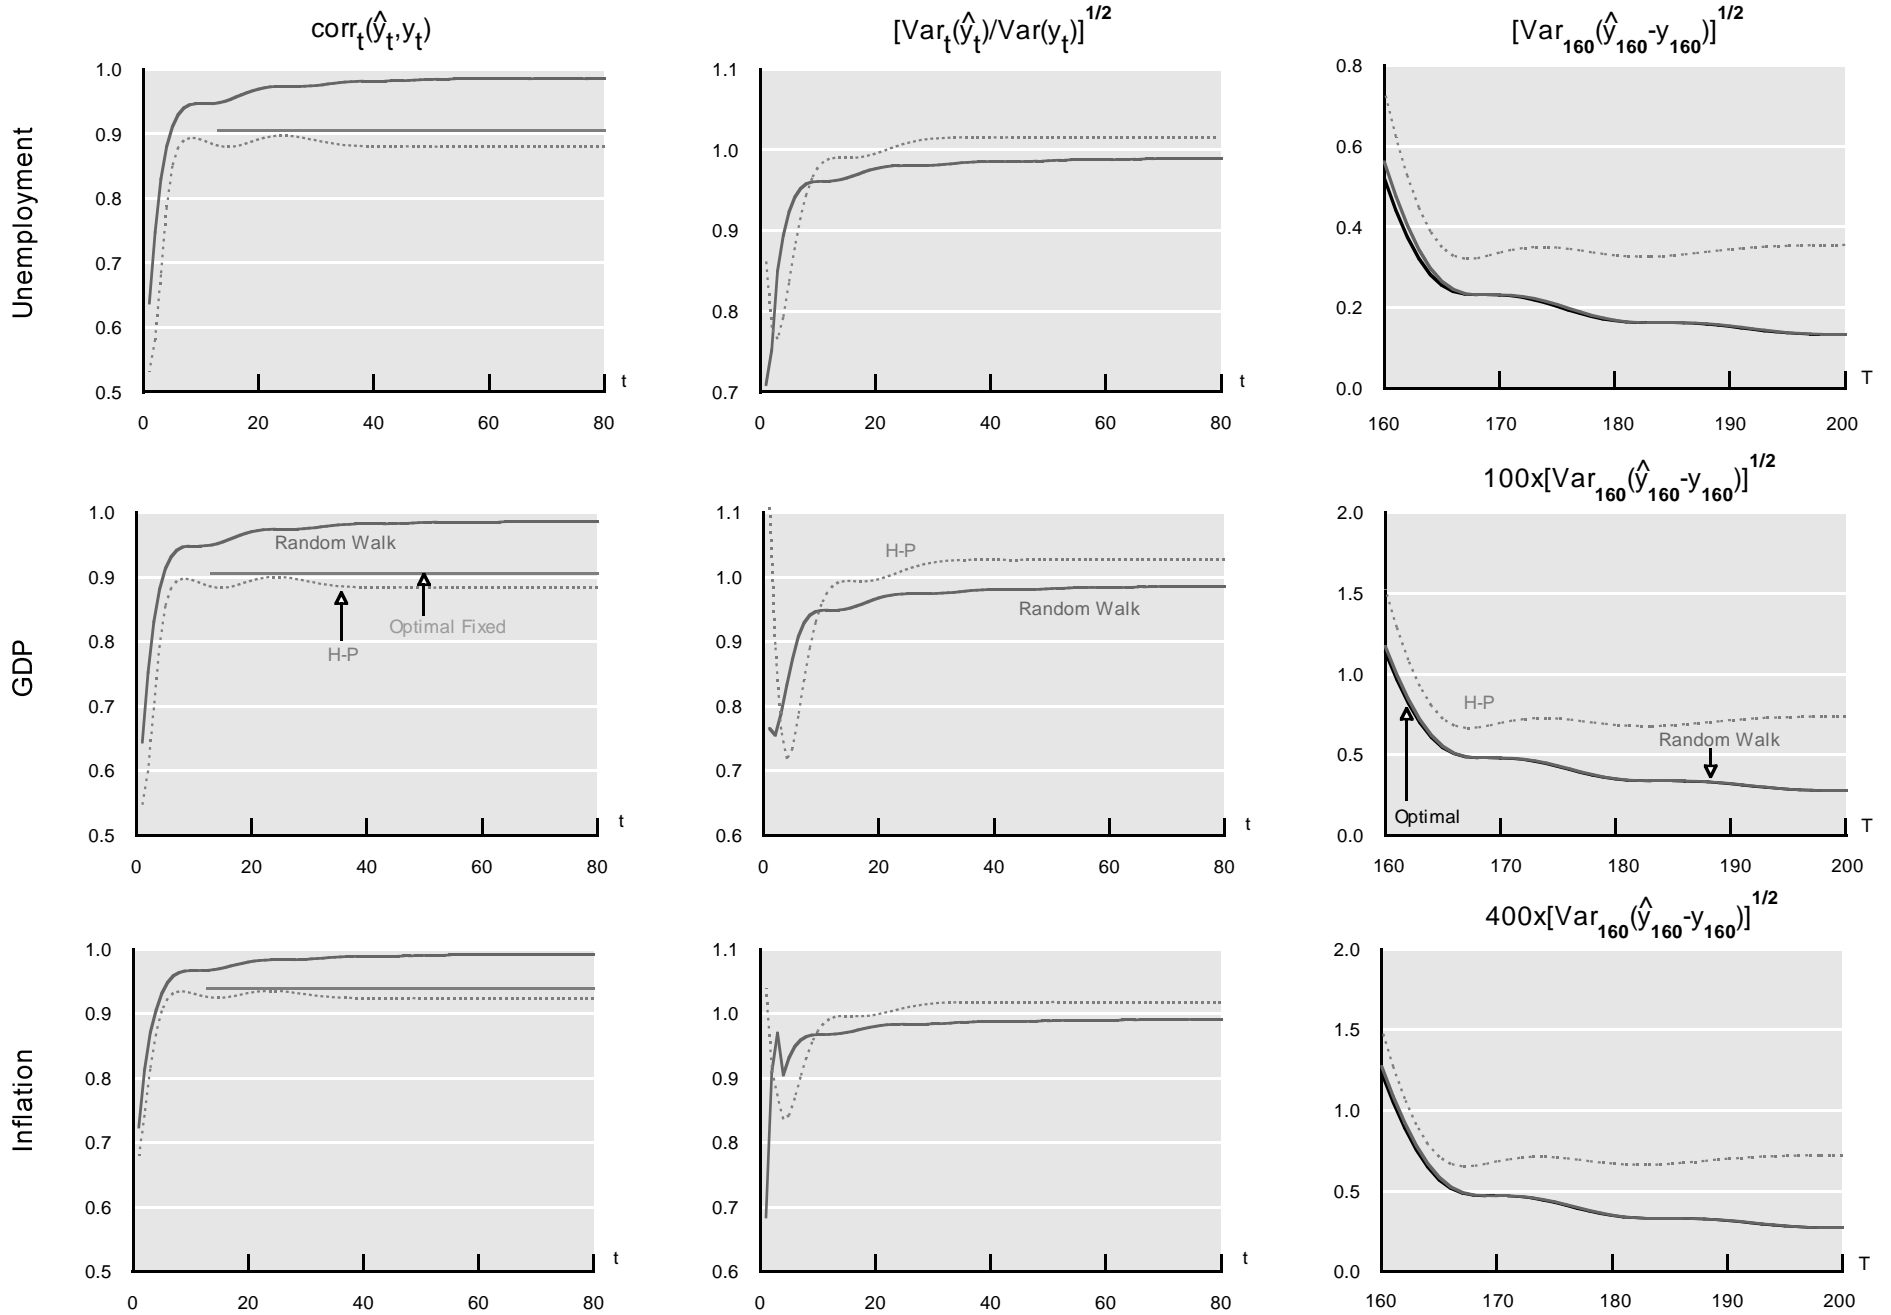 corr_t(ŷ_t,y_t)
[Var_t(ŷ_t)/Var(y_t)]^1/2
[Var_160(ŷ_160-y_160)]^1/2
Unemployment
1.0
0.9
0.8
0.7
0.6
0.5
t
0 20 40 60 80
1.1
1.0
0.9
0.8
0.7
t
0 20 40 60 80
0.8
0.6
0.4
0.2
0.0
T
160 170 180 190 200
100x[Var_160(ŷ_160-y_160)]^1/2
GDP
1.0
0.9
0.8
0.7
0.6
0.5
Random Walk
Optimal Fixed
H-P
t
0 20 40 60 80
1.1
1.0
0.9
0.8
0.7
0.6
H-P
Random Walk
t
0 20 40 60 80
2.0
1.5
1.0
0.5
0.0
H-P
Random Walk
Optimal
T
160 170 180 190 200
400x[Var_160(ŷ_160-y_160)]^1/2
Inflation
1.0
0.9
0.8
0.7
0.6
0.5
t
0 20 40 60 80
1.1
1.0
0.9
0.8
0.7
0.6
t
0 20 40 60 80
2.0
1.5
1.0
0.5
0.0
T
160 170 180 190 200